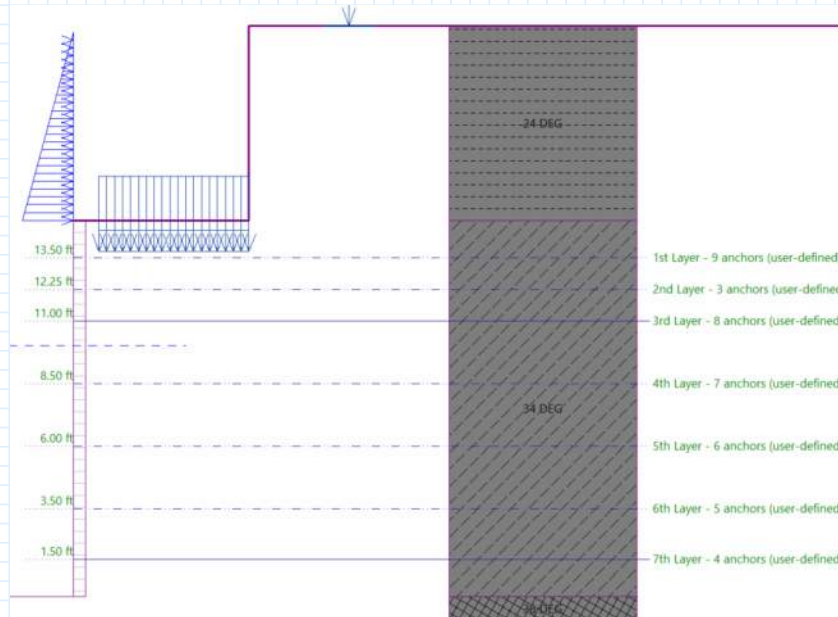 24 DEG
13.50 ft
1st Layer - 9 anchors (user-defined
12.25 ft
2nd Layer - 3 anchors (user-defined
11.00 ft
3rd Layer - 8 anchors (user-defined
8.50 ft
4th Layer - 7 anchors (user-defined
34 DEG
6.00 ft
5th Layer - 6 anchors (user-defined
3.50 ft
6th Layer - 5 anchors (user-defined
1.50 ft
7th Layer - 4 anchors (user-defined
DEG